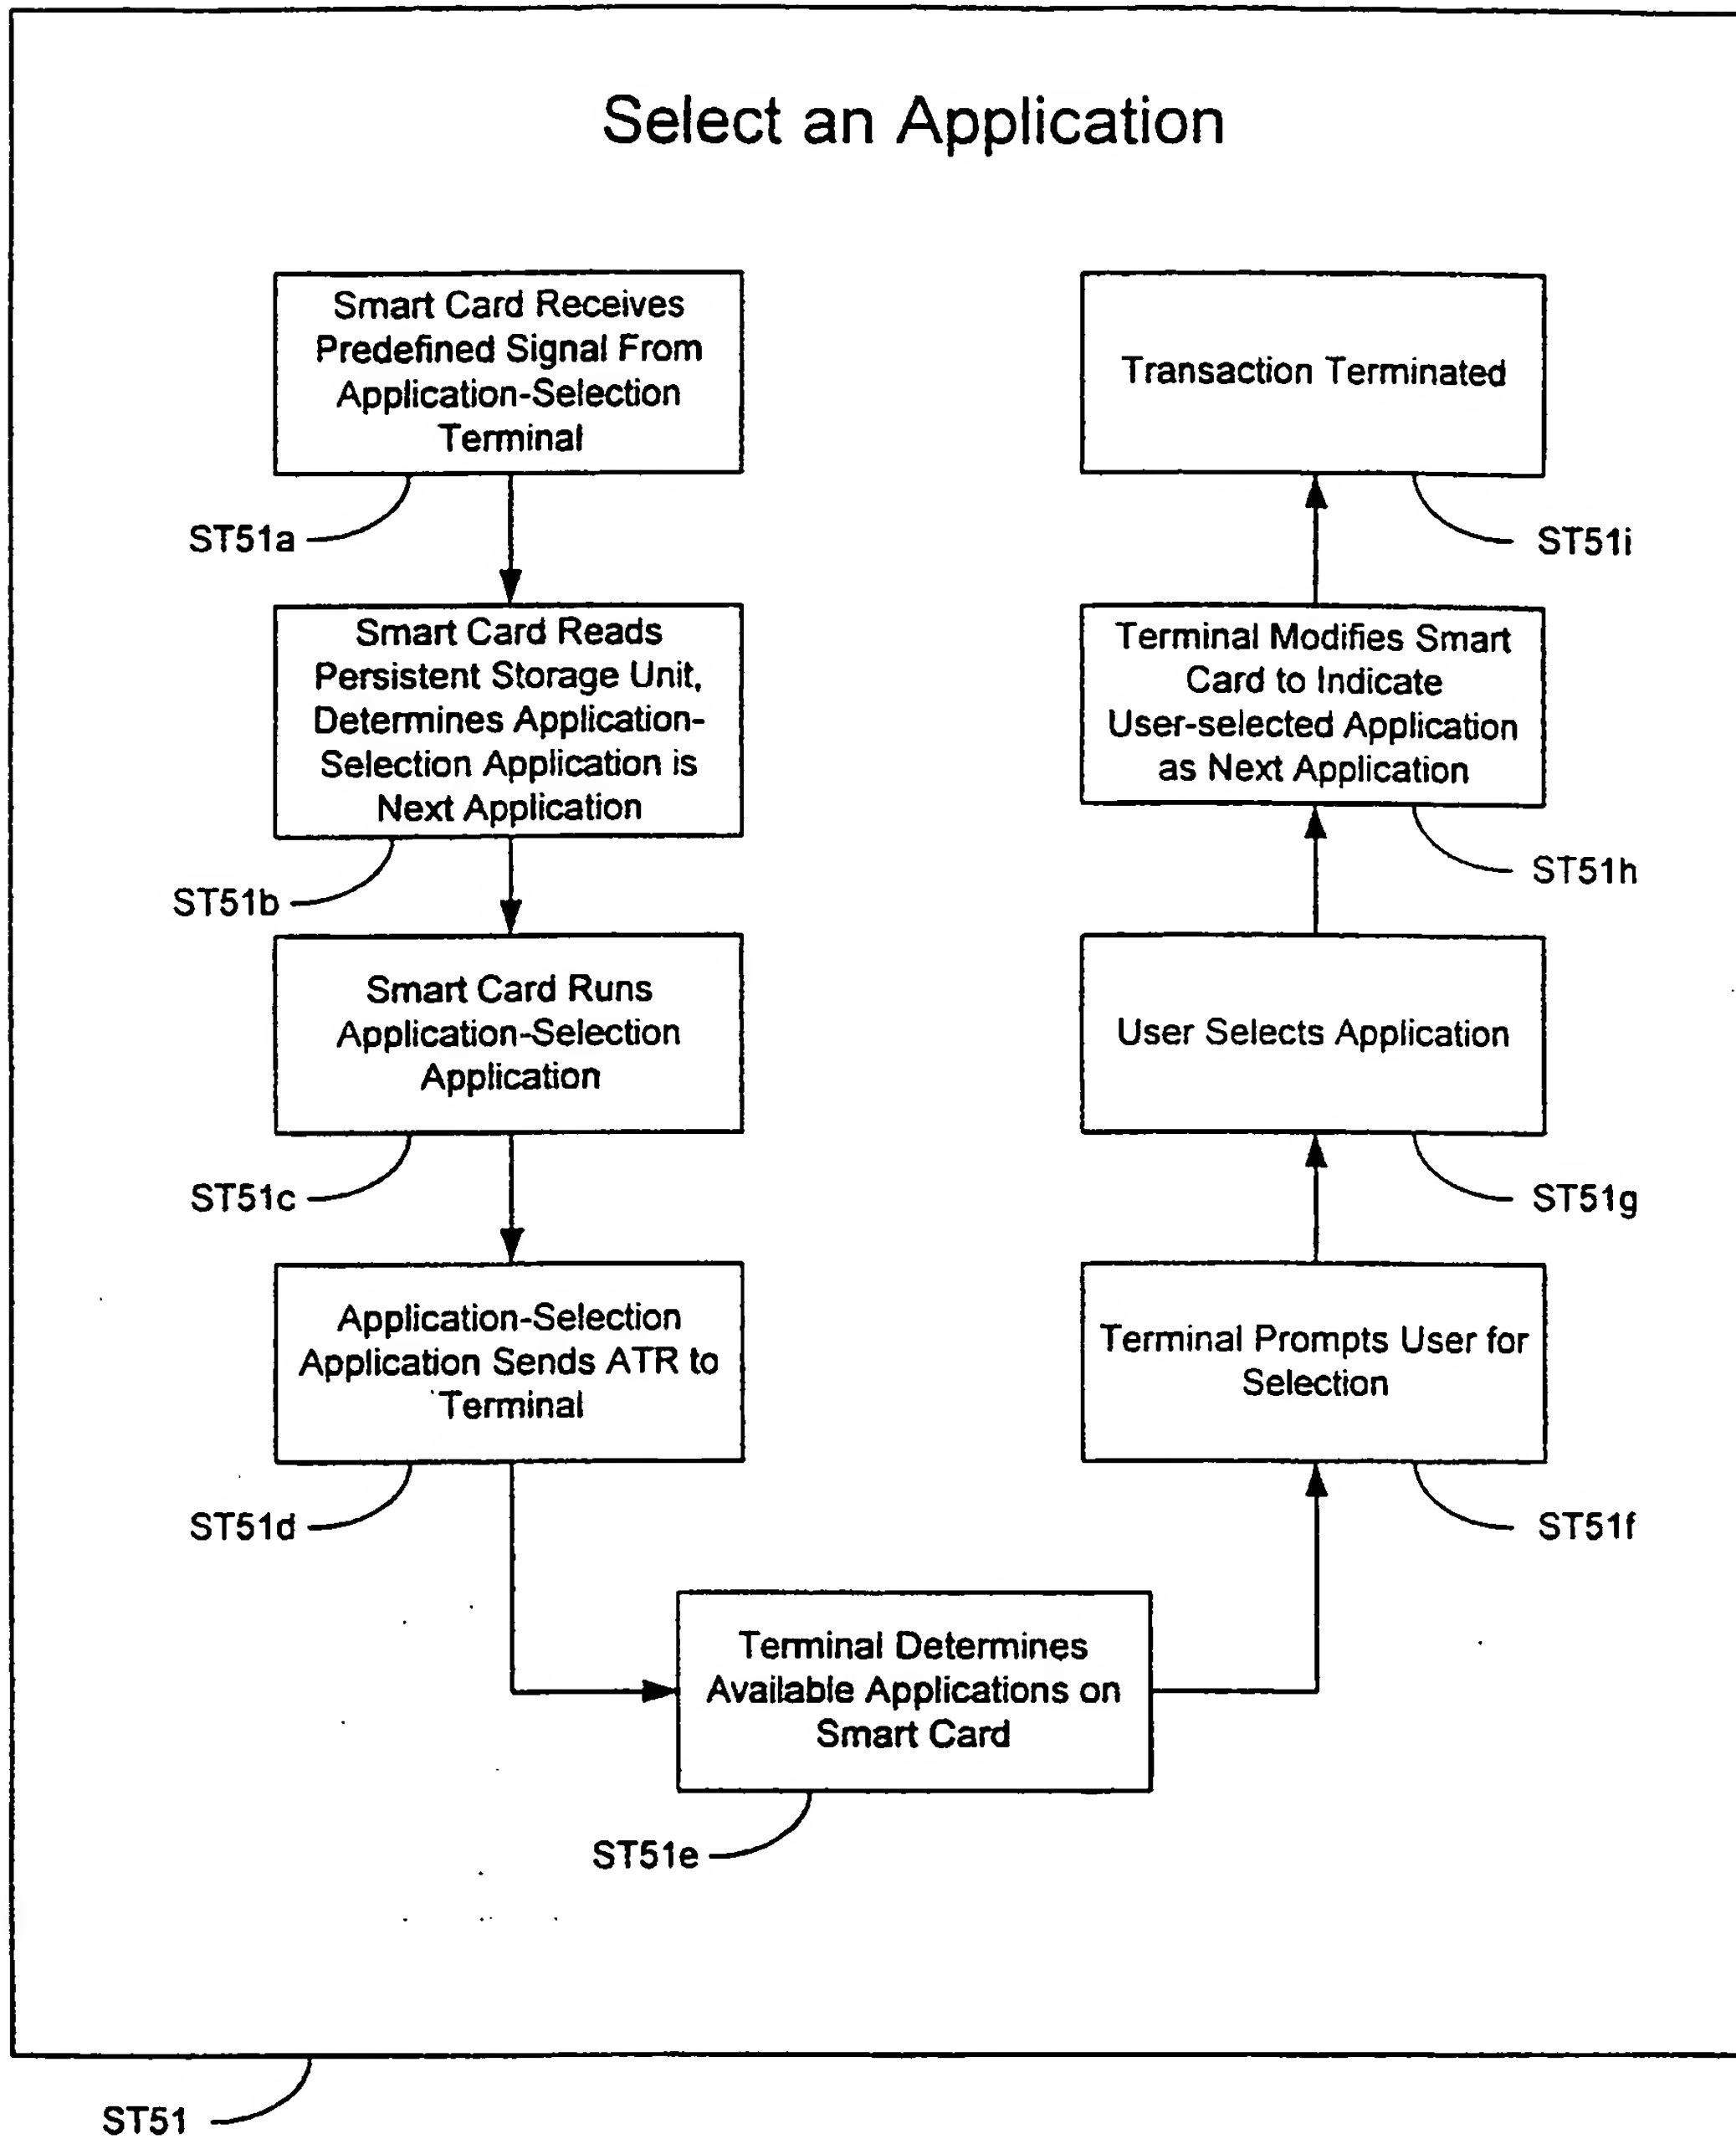 Select an Application
Smart Card Receives
Predefined Signal From
Application-Selection
Terminal
ST51a
Smart Card Reads
Persistent Storage Unit,
Determines Application-
Selection Application is
Next Application
ST51b
Smart Card Runs
Application-Selection
Application
ST51c
Application-Selection
Application Sends ATR to
Terminal
ST51d
Terminal Determines
Available Applications on
Smart Card
ST51e
Terminal Prompts User for
Selection
ST51f
User Selects Application
ST51g
Terminal Modifies Smart
Card to Indicate
User-selected Application
as Next Application
ST51h
Transaction Terminated
ST51i
ST51